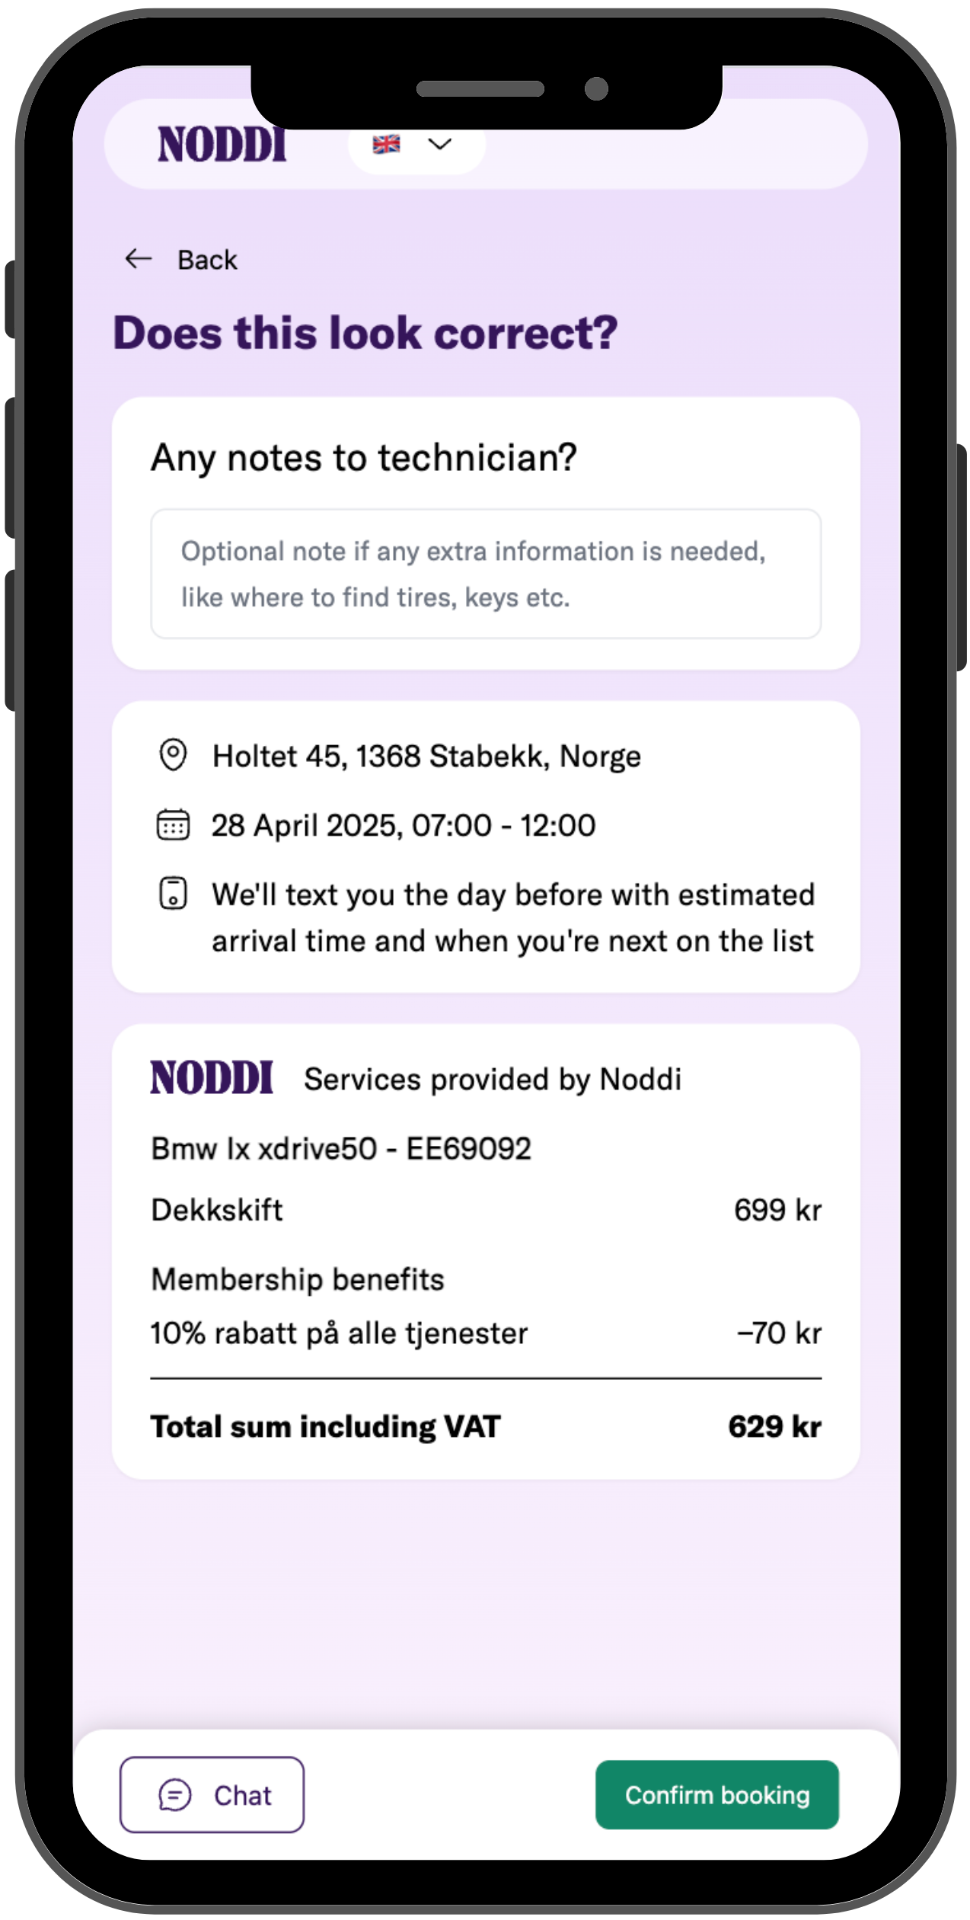 NODDI
Back
Does this look correct?
Any notes to technician?
Optional note if any extra information is needed,
like where to find tires, keys etc.
Holtet 45, 1368 Stabekk, Norge
28 April 2025, 07:00 - 12:00
We'll text you the day before with estimated
arrival time and when you're next on the list
NODDI Services provided by Noddi
Bmw Ix xdrive50 - EE69092
Dekkskift 699 kr
Membership benefits
10% rabatt på alle tjenester –70 kr
Total sum including VAT 629 kr
Chat Confirm booking